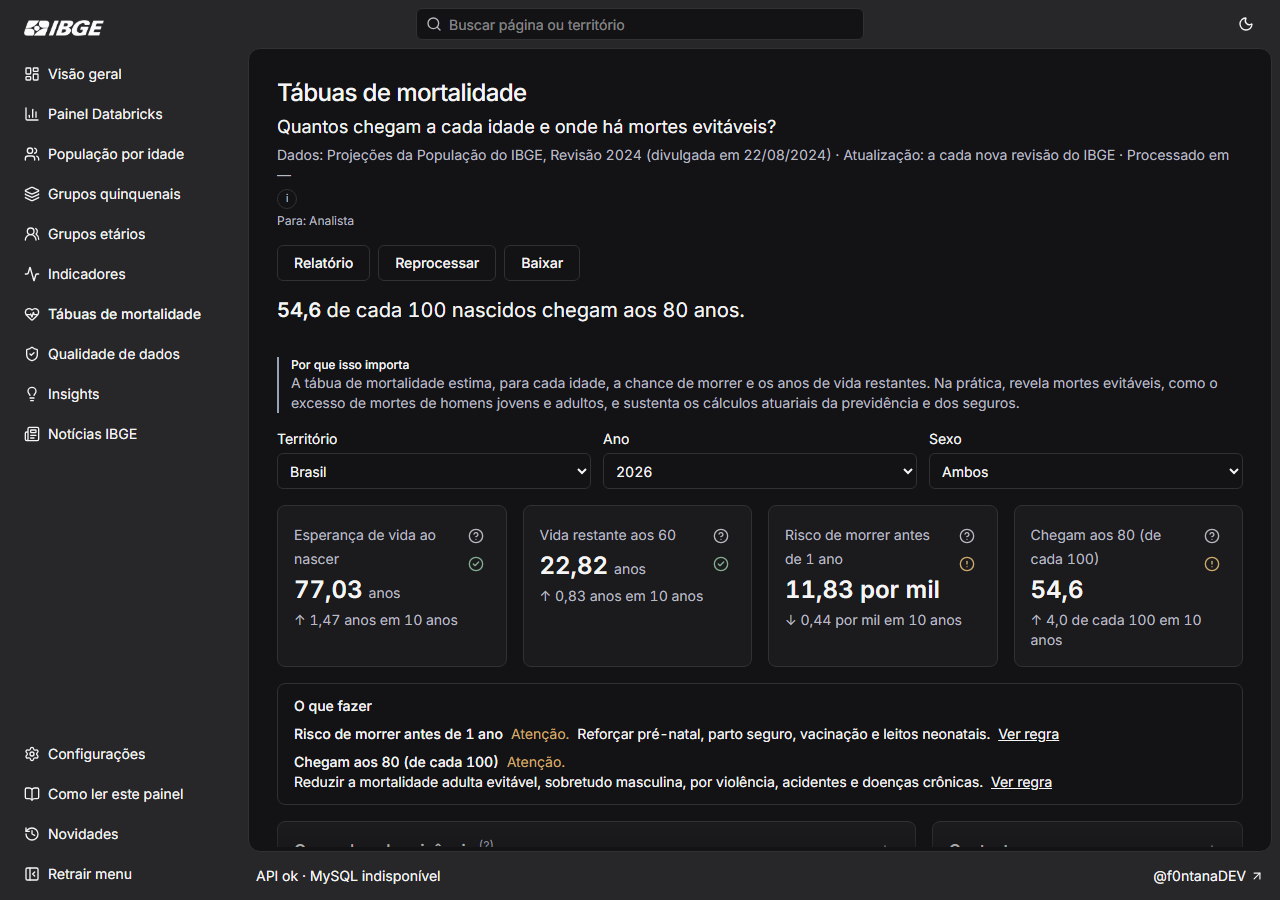 IBGE
Buscar página ou território
Visão geral
Painel Databricks
População por idade
Grupos quinquenais
Grupos etários
Indicadores
Tábuas de mortalidade
Qualidade de dados
Insights
Notícias IBGE
Configurações
Como ler este painel
Novidades
Retrair menu
Tábuas de mortalidade
Quantos chegam a cada idade e onde há mortes evitáveis?
Dados: Projeções da População do IBGE, Revisão 2024 (divulgada em 22/08/2024) · Atualização: a cada nova revisão do IBGE · Processado em
—
i
Para: Analista
Relatório Reprocessar Baixar
54,6 de cada 100 nascidos chegam aos 80 anos.
Por que isso importa
A tábua de mortalidade estima, para cada idade, a chance de morrer e os anos de vida restantes. Na prática, revela mortes evitáveis, como o
excesso de mortes de homens jovens e adultos, e sustenta os cálculos atuariais da previdência e dos seguros.
Território Ano Sexo
Brasil 2026 Ambos
Esperança de vida ao
nascer
77,03 anos
↑ 1,47 anos em 10 anos
Vida restante aos 60
22,82 anos
↑ 0,83 anos em 10 anos
Risco de morrer antes
de 1 ano
11,83 por mil
↓ 0,44 por mil em 10 anos
Chegam aos 80 (de
cada 100)
54,6
↑ 4,0 de cada 100 em 10
anos
O que fazer
Risco de morrer antes de 1 ano Atenção. Reforçar pré-natal, parto seguro, vacinação e leitos neonatais. Ver regra
Chegam aos 80 (de cada 100) Atenção.
Reduzir a mortalidade adulta evitável, sobretudo masculina, por violência, acidentes e doenças crônicas. Ver regra
(?)
API ok · MySQL indisponível
@f0ntanaDEV ↗